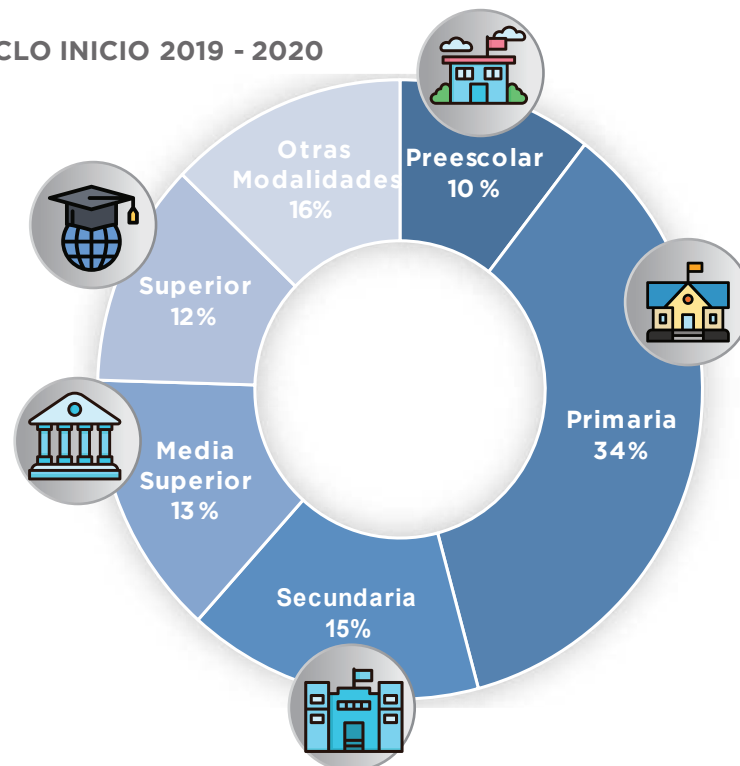 CLO INICIO 2019 - 2020
Otras
Modalidades
16%
Preescolar
10 %
Superior
12%
Primaria
34%
Media
Superior
13 %
Secundaria
15%